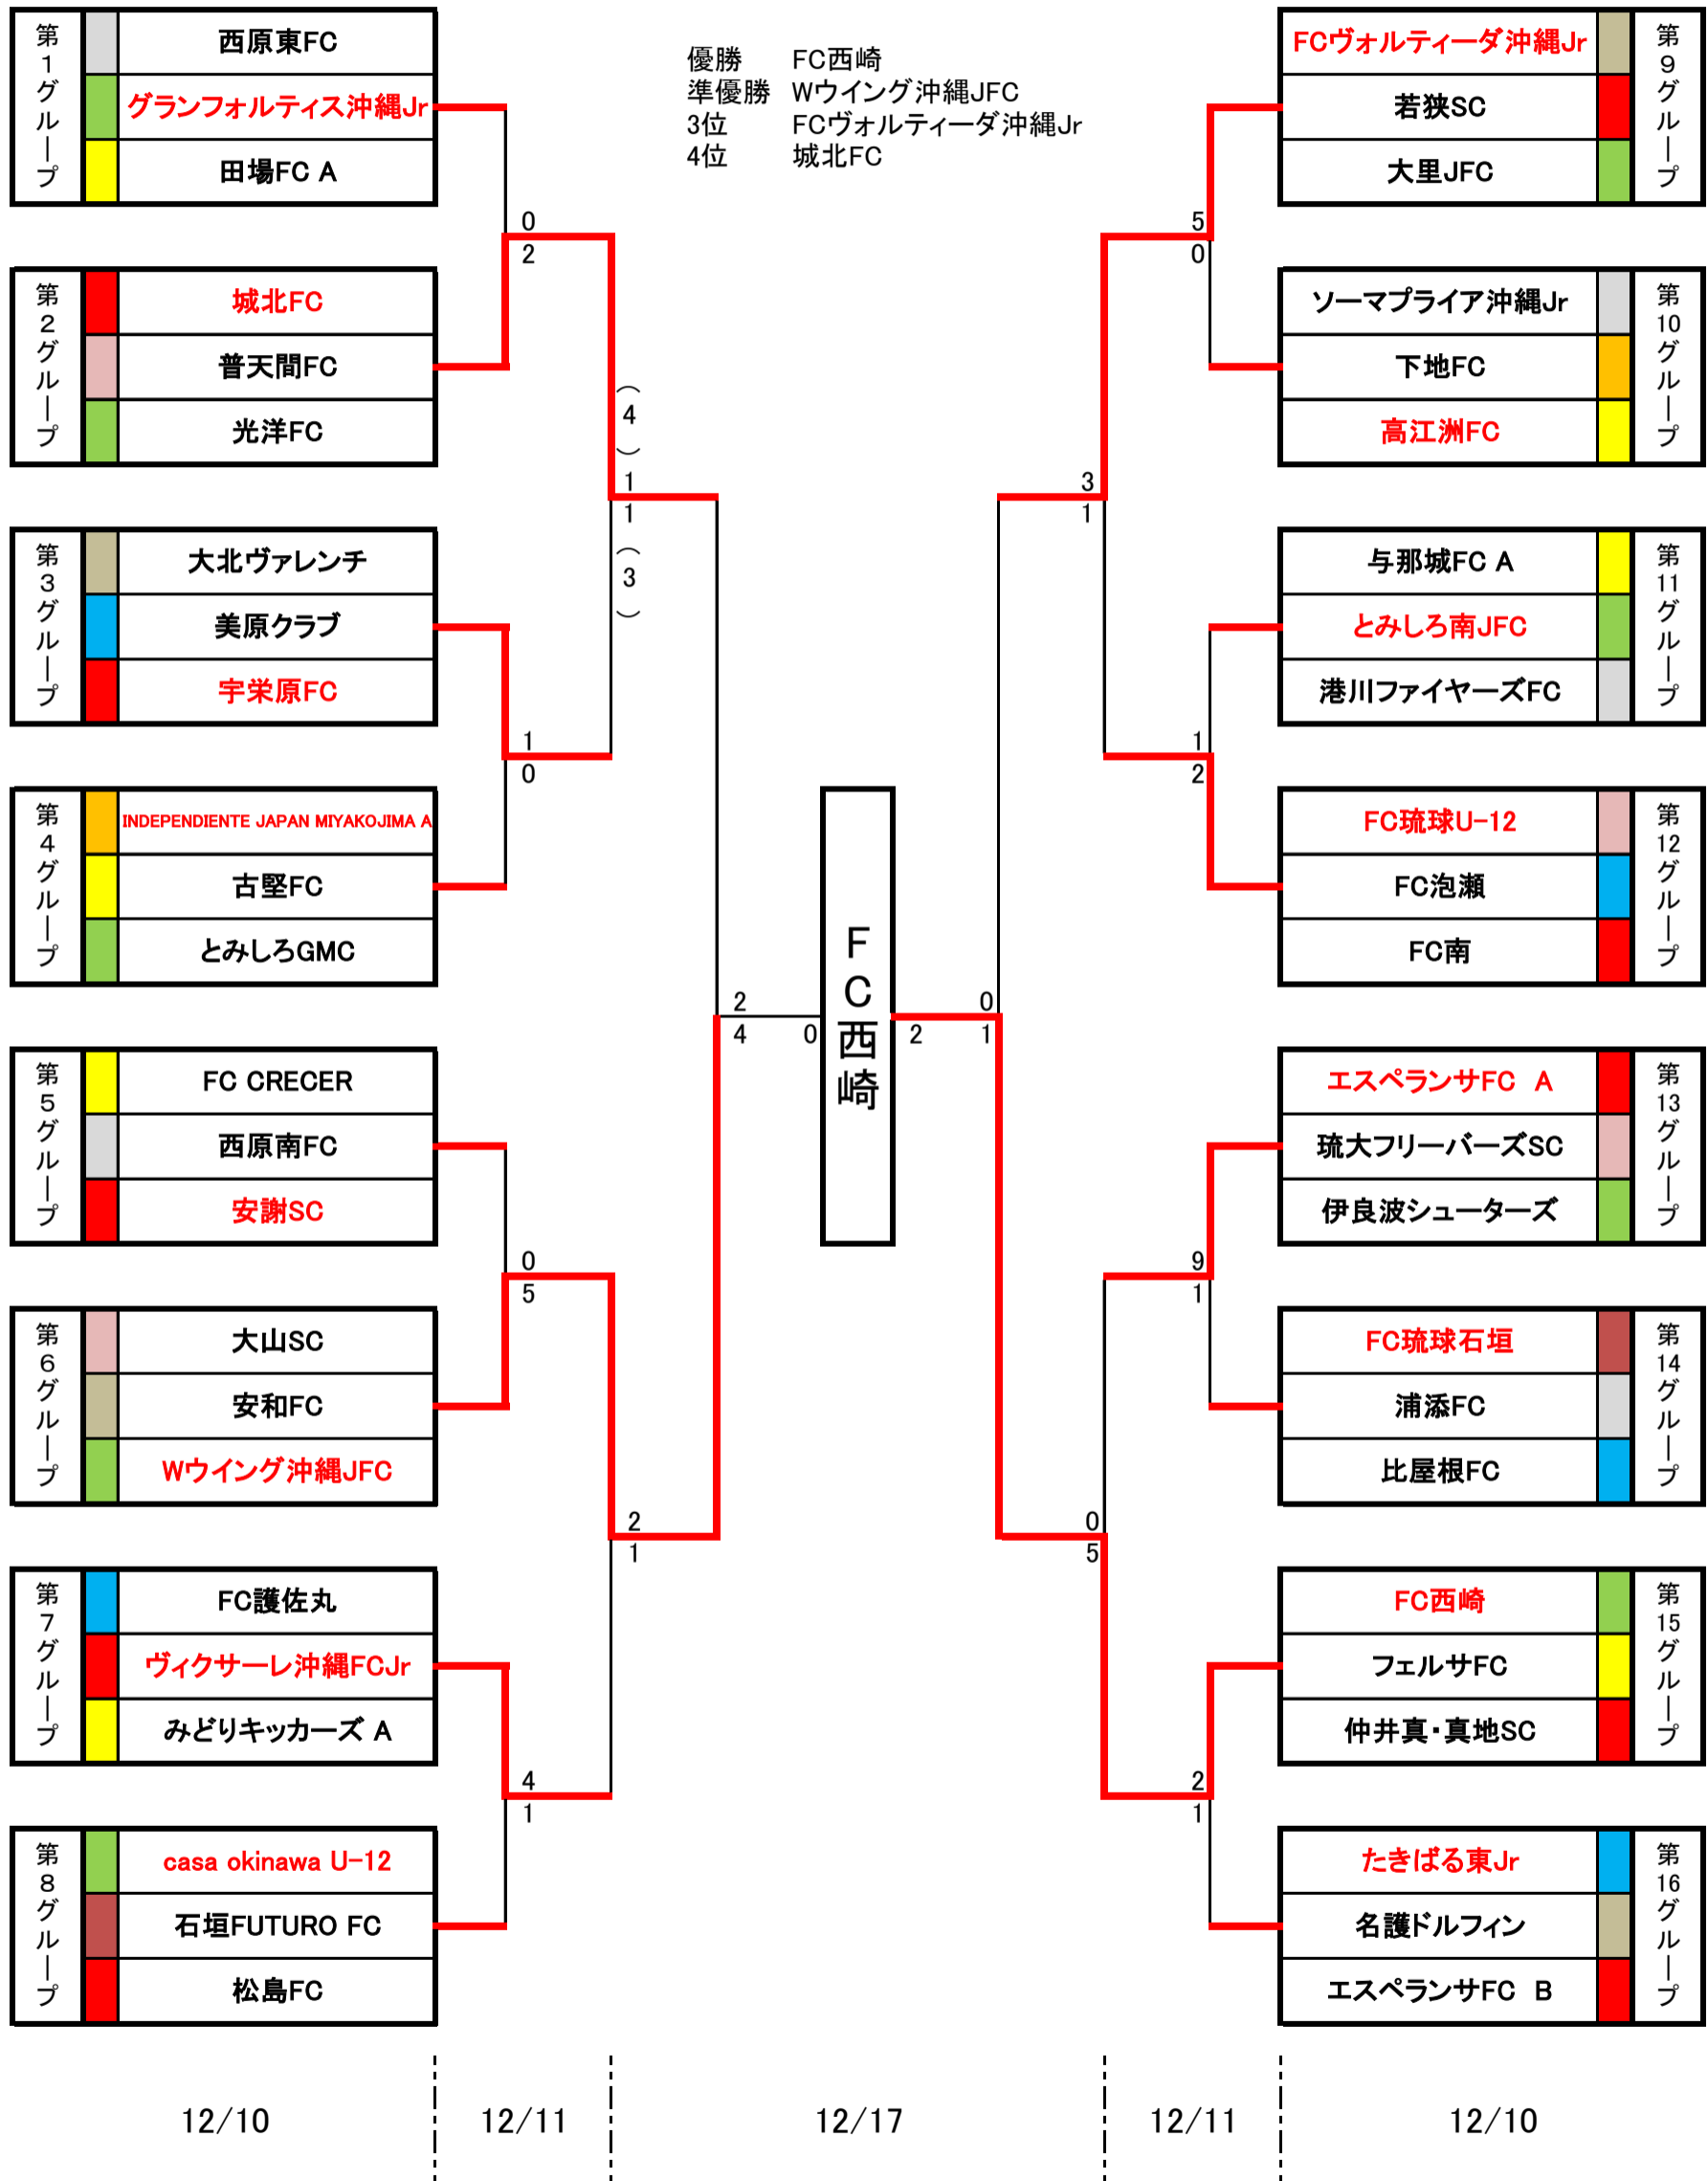 優勝 FC西崎
準優勝 Wウイング沖縄JFC
3位 FCヴォルティーダ沖縄Jr
4位 城北FC
第1グループ
西原東FC
グランフォルティス沖縄Jr
田場FC A
第2グループ
城北FC
普天間FC
光洋FC
第3グループ
大北ヴァレンチ
美原クラブ
宇栄原FC
第4グループ
INDEPENDIENTE JAPAN MIYAKOJIMA A
古堅FC
とみしろGMC
第5グループ
FC CRECER
西原南FC
安謝SC
第6グループ
大山SC
安和FC
Wウイング沖縄JFC
第7グループ
FC護佐丸
ヴィクサーレ沖縄FCJr
みどりキッカーズ A
第8グループ
casa okinawa U-12
石垣FUTURO FC
松島FC
0
2
1
0
0
5
4
1
(4)
1
1
(3)
2
1
2
4
0
FC西崎
2
0
1
3
1
0
5
5
0
1
2
9
1
2
1
第9グループ
FCヴォルティーダ沖縄Jr
若狭SC
大里JFC
第10グループ
ソーマプライア沖縄Jr
下地FC
高江洲FC
第11グループ
与那城FC A
とみしろ南JFC
港川ファイヤーズFC
第12グループ
FC琉球U-12
FC泡瀬
FC南
第13グループ
エスペランサFC A
琉大フリーバーズSC
伊良波シューターズ
第14グループ
FC琉球石垣
浦添FC
比屋根FC
第15グループ
FC西崎
フェルサFC
仲井真・真地SC
第16グループ
たきばる東Jr
名護ドルフィン
エスペランサFC B
12/10
12/11
12/17
12/11
12/10